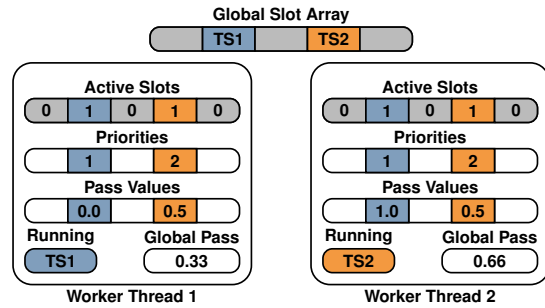 Global Slot Array
TS1 TS2
Active Slots
0 1 0 1 0
Priorities
1 2
Pass Values
0.0 0.5
Running Global Pass
TS1 0.33
Worker Thread 1
Active Slots
0 1 0 1 0
Priorities
1 2
Pass Values
1.0 0.5
Running Global Pass
TS2 0.66
Worker Thread 2